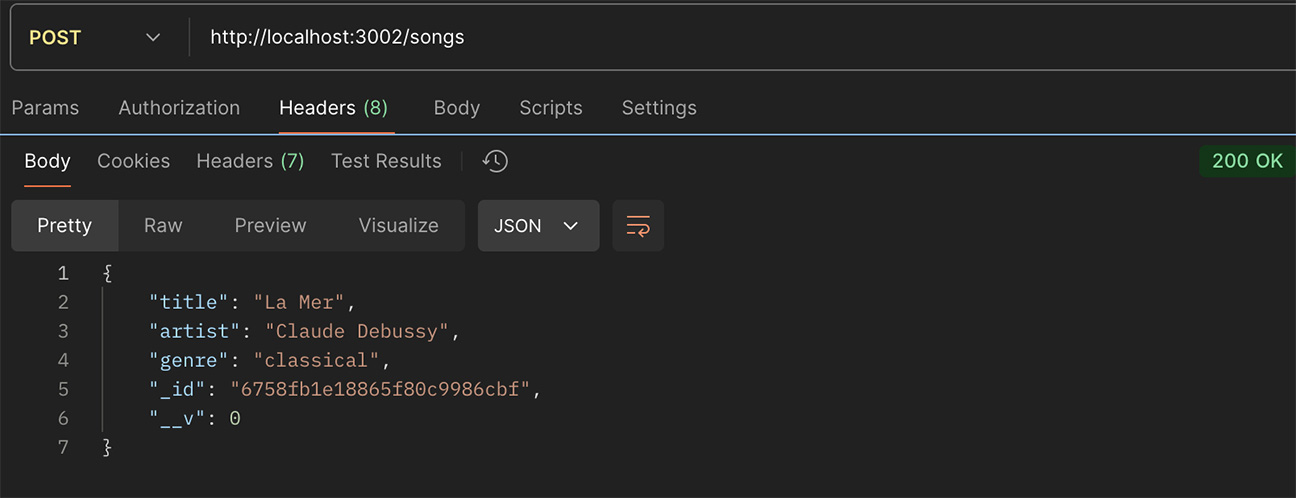 POST http://localhost:3002/songs
Params Authorization Headers (8) Body Scripts Settings
Body Cookies Headers (7) Test Results 200 OK
Pretty Raw Preview Visualize JSON
1 {
2 "title": "La Mer",
3 "artist": "Claude Debussy",
4 "genre": "classical",
5 "_id": "6758fb1e18865f80c9986cbf",
6 "__v": 0
7 }